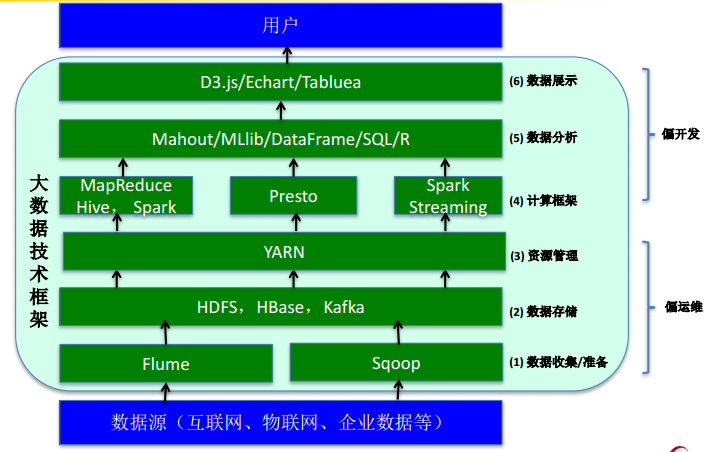 用户
D3.js/Echart/Tabluea
(6) 数据展示
Mahout/MLlib/DataFrame/SQL/R
(5) 数据分析
偏开发
MapReduce
Hive， Spark
Presto
Spark
Streaming
(4) 计算框架
大数据技术框架
YARN
(3) 资源管理
HDFS，HBase，Kafka
(2) 数据存储
偏运维
Flume
Sqoop
(1) 数据收集/准备
数据源（互联网、物联网、企业数据等）